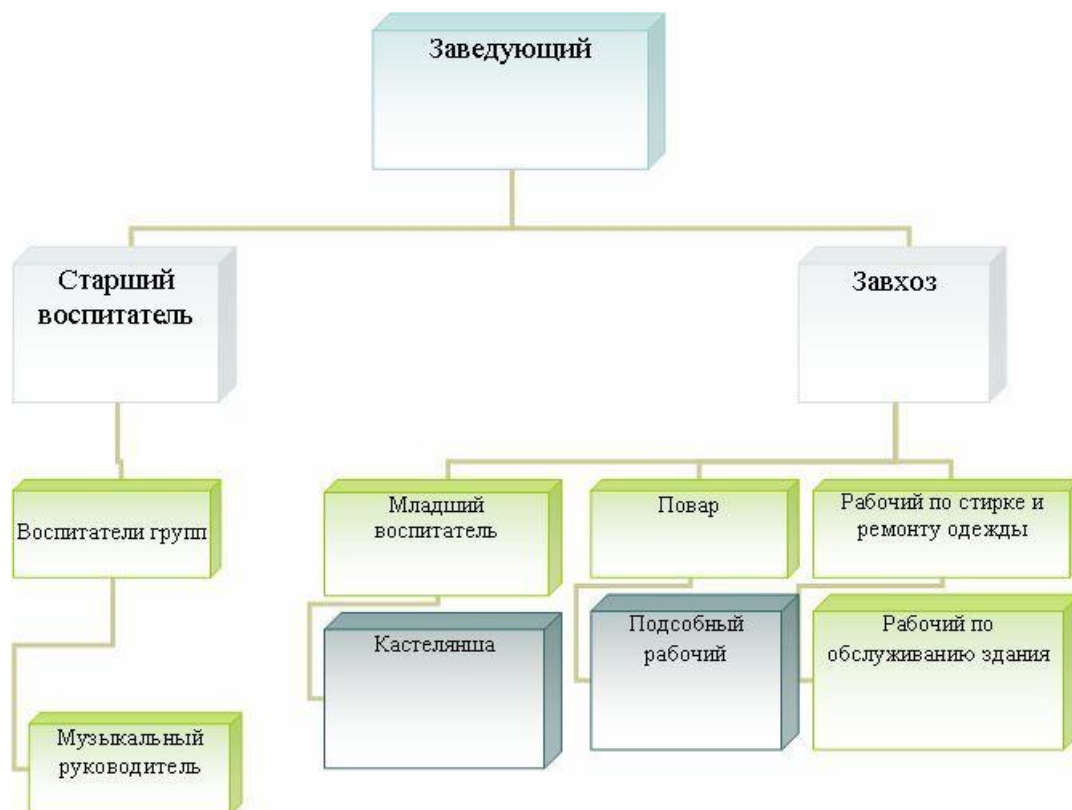 Заведующий
Старший
воспитатель
Завхоз
Воспитатели групп
Младший
воспитатель
Повар
Рабочий по стирке и
ремонту одежды
Кастелянша
Подсобный
рабочий
Рабочий по
обслуживанию здания
Музыкальный
руководитель